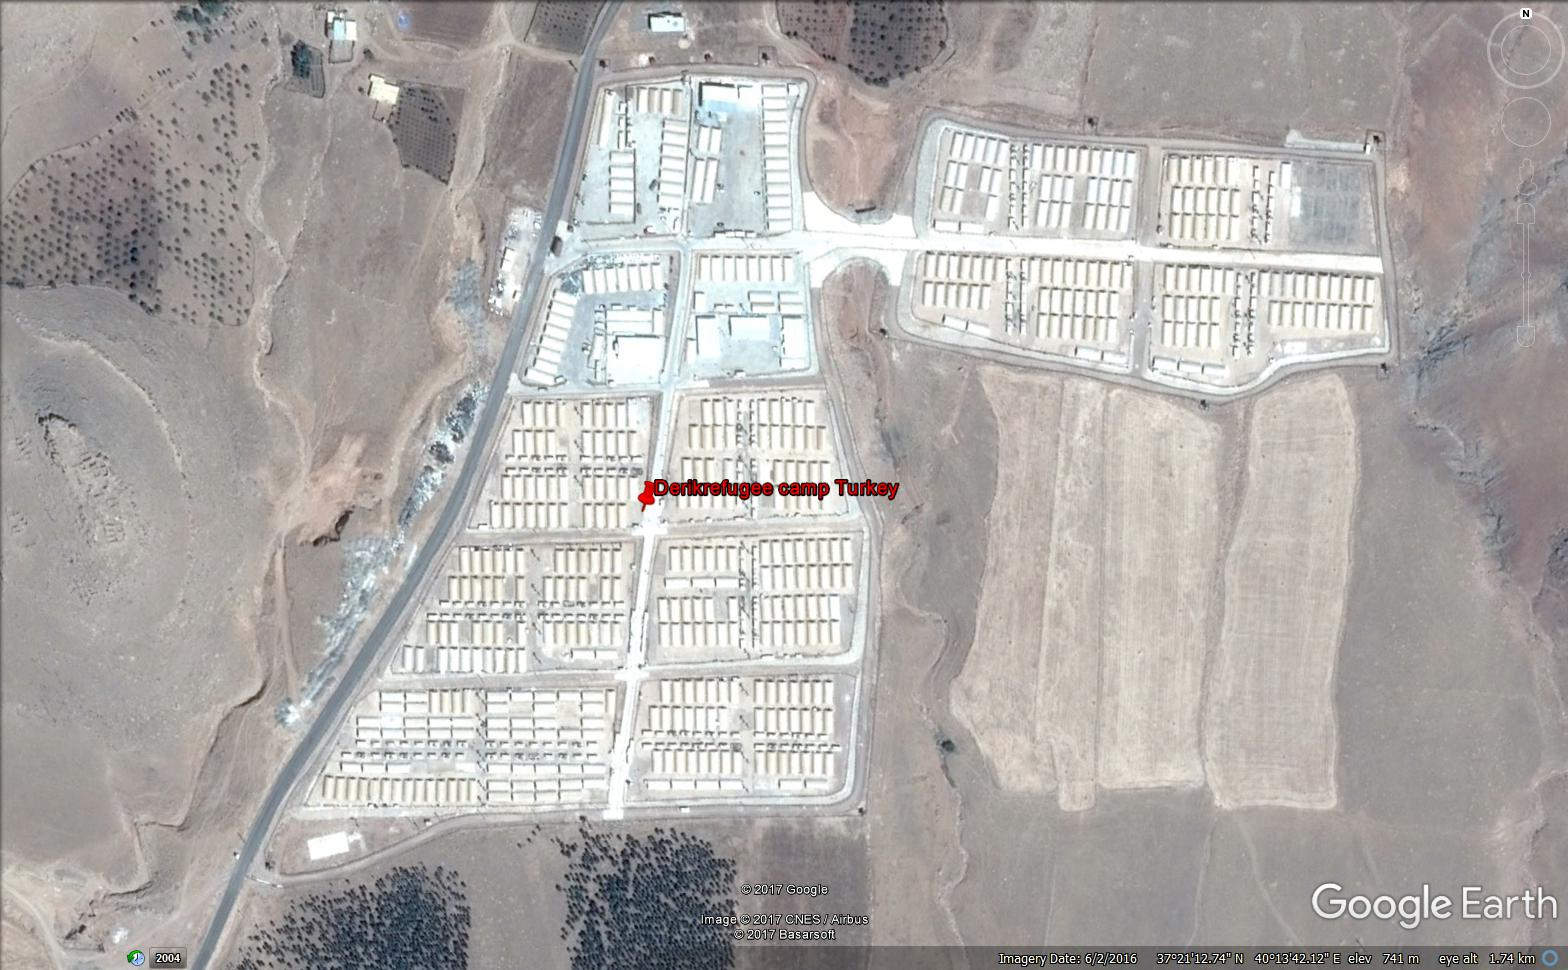 N
Derikrefugee camp Turkey
© 2017 Google
Image © 2017 CNES / Airbus
© 2017 Basarsoft
Google Earth
2004
Imagery Date: 6/2/2016 37°21'12.74" N 40°13'42.12" E elev 741 m eye alt 1.74 km